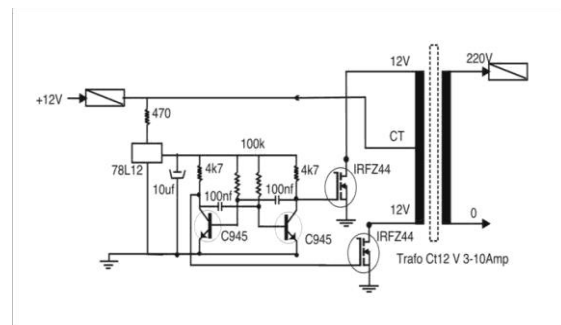 12V
220V
+12V
470
CT
100k
78L12
4k7
4k7
IRFZ44
10uf
100nf
100nf
12V
0
C945
C945
IRFZ44
Trafo Ct12 V 3-10Amp